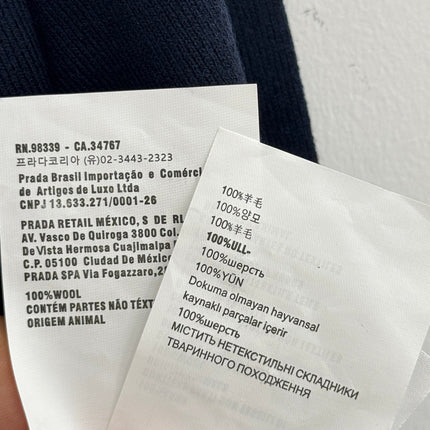 RN.98339 - CA.34767
프라다코리아 (유)02-3443-2323
Prada Brasil Importação e Comérc
de Artigos de Luxo Ltda
CNPJ 13.633.271/0001-26
PRADA RETAIL MÉXICO, S DE RL
AV. Vasco De Quiroga 3800 Col.
De Vista Hermosa Cuajimalpa
C.P. 05100 Ciudad De México
PRADA SPA Via Fogazzaro,
100%WOOL
CONTÉM PARTES NÃO TÉXT
ORIGEM ANIMAL
100%羊毛
100%양모
100%羊毛
100%ULL-
100%шерсть
100%YÜN
Dokuma olmayan hayvansal
kaynaklı parçalar içerir
100%шерсть
МІСТИТЬ НЕТЕКСТИЛЬНІ СКЛАДНИКИ
ТВАРИННОГО ПОХОДЖЕННЯ